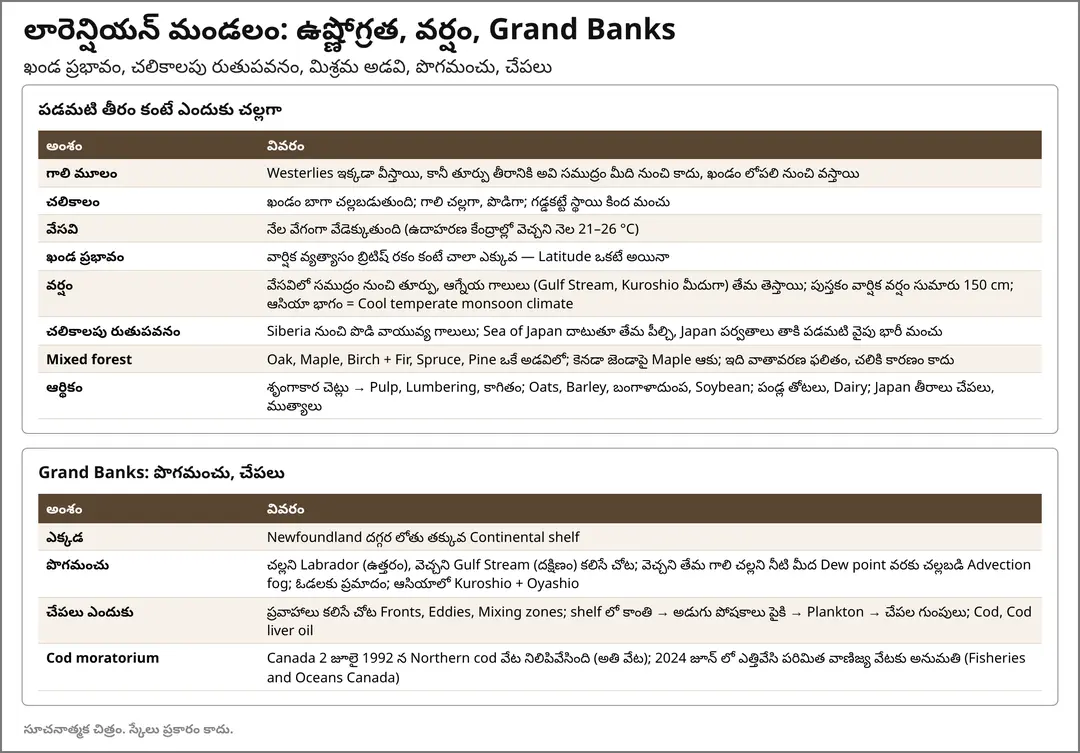 లారెన్షియన్ మండలం: ఉష్ణోగ్రత, వర్షం, Grand Banks
ఖండ ప్రభావం, చలికాలపు రుతుపవనం, మిశ్రమ అడవి, పొగమంచు, చేపలు
పడమటి తీరం కంటే ఎందుకు చల్లగా
అంశం వివరం
గాలి మూలం Westerlies ఇక్కడా వీస్తాయి, కానీ తూర్పు తీరానికి అవి సముద్రం మీది నుంచి కాదు, ఖండం లోపలి నుంచి వస్తాయి
చలికాలం ఖండం బాగా చల్లబడుతుంది; గాలి చల్లగా, పొడిగా; గడ్డకట్టే స్థాయి కింద మంచు
వేసవి నేల వేగంగా వేడెక్కుతుంది (ఉదాహరణ కేంద్రాల్లో వెచ్చని నెల 21–26 °C)
ఖండ ప్రభావం వార్షిక వ్యత్యాసం బ్రిటిష్ రకం కంటే చాలా ఎక్కువ — Latitude ఒకటే అయినా
వర్షం వేసవిలో సముద్రం నుంచి తూర్పు, ఆగ్నేయ గాలులు (Gulf Stream, Kuroshio మీదుగా) తేమ తెస్తాయి; పుస్తకం వార్షిక వర్షం సుమారు 150 cm;
ఆసియా భాగం = Cool temperate monsoon climate
చలికాలపు రుతుపవనం Siberia నుంచి పొడి వాయువ్య గాలులు; Sea of Japan దాటుతూ తేమ పీల్చి, Japan పర్వతాలు తాకి పడమటి వైపు భారీ మంచు
Mixed forest Oak, Maple, Birch + Fir, Spruce, Pine ఒకే అడవిలో; కెనడా జెండాపై Maple ఆకు; ఇది వాతావరణ ఫలితం, చలికి కారణం కాదు
ఆర్థికం శృంగాకార చెట్లు → Pulp, Lumbering, కాగితం; Oats, Barley, బంగాళాదుంప, Soybean; పండ్ల తోటలు, Dairy; Japan తీరాలు చేపలు,
ముత్యాలు
Grand Banks: పొగమంచు, చేపలు
అంశం వివరం
ఎక్కడ Newfoundland దగ్గర లోతు తక్కువ Continental shelf
పొగమంచు చల్లని Labrador (ఉత్తరం), వెచ్చని Gulf Stream (దక్షిణం) కలిసే చోట; వెచ్చని తేమ గాలి చల్లని నీటి మీద Dew point వరకు చల్లబడి Advection
fog; ఓడలకు ప్రమాదం; ఆసియాలో Kuroshio + Oyashio
చేపలు ఎందుకు ప్రవాహాలు కలిసే చోట Fronts, Eddies, Mixing zones; shelf లో కాంతి → అడుగు పోషకాలు పైకి → Plankton → చేపల గుంపులు; Cod, Cod
liver oil
Cod moratorium Canada 2 జూలై 1992 న Northern cod వేట నిలిపివేసింది (అతి వేట); 2024 జూన్ లో ఎత్తివేసి పరిమిత వాణిజ్య వేటకు అనుమతి (Fisheries
and Oceans Canada)
సూచనాత్మక చిత్రం. స్కేలు ప్రకారం కాదు.